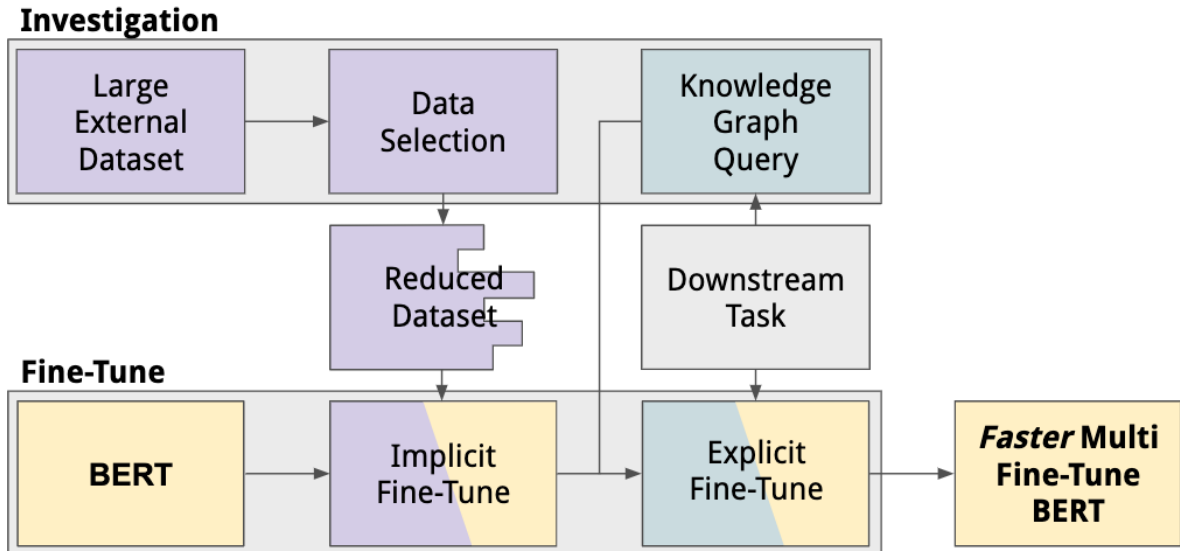 Investigation
Large
External
Dataset
Data
Selection
Knowledge
Graph
Query
Reduced
Dataset
Downstream
Task
Fine-Tune
BERT
Implicit
Fine-Tune
Explicit
Fine-Tune
Faster Multi
Fine-Tune
BERT